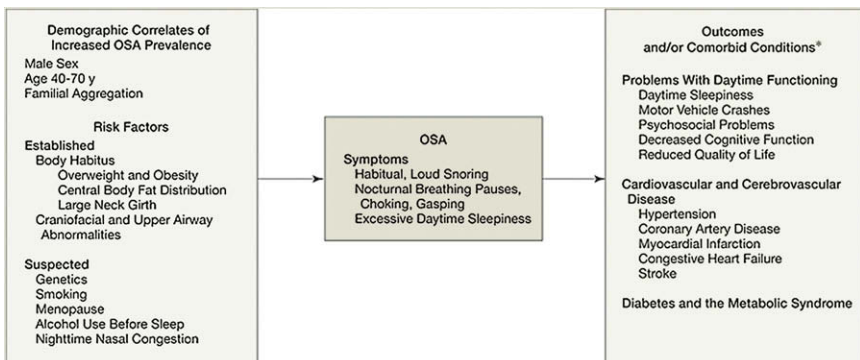 Demographic Correlates of
Increased OSA Prevalence
Male Sex
Age 40-70 y
Familial Aggregation
Risk Factors
Established
Body Habitus
Overweight and Obesity
Central Body Fat Distribution
Large Neck Girth
Craniofacial and Upper Airway
Abnormalities
Suspected
Genetics
Smoking
Menopause
Alcohol Use Before Sleep
Nighttime Nasal Congestion
OSA
Symptoms
Habitual, Loud Snoring
Nocturnal Breathing Pauses,
Choking, Gasping
Excessive Daytime Sleepiness
Outcomes
and/or Comorbid Conditions*
Problems With Daytime Functioning
Daytime Sleepiness
Motor Vehicle Crashes
Psychosocial Problems
Decreased Cognitive Function
Reduced Quality of Life
Cardiovascular and Cerebrovascular
Disease
Hypertension
Coronary Artery Disease
Myocardial Infarction
Congestive Heart Failure
Stroke
Diabetes and the Metabolic Syndrome